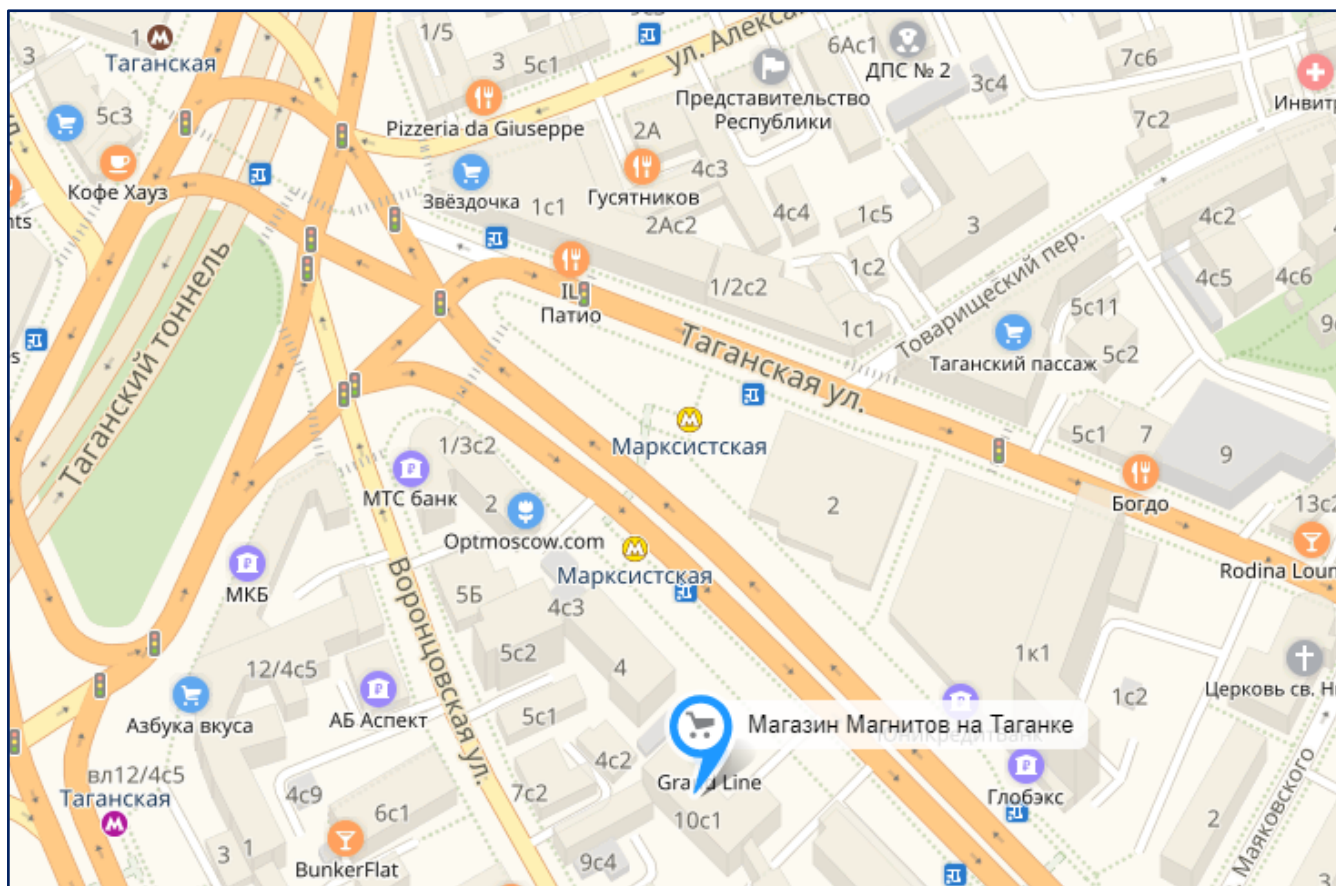 1
Таганская
3
1/5
3
5с1
ул. Алекса
6Ас1
ДПС № 2
7с6
3с4
Инвитр
Представительство
Республики
5с3
Кофе Хауз
Pizzeria da Giuseppe
2А
7с2
Звёздочка
Гусятников
4с3
1с1
2Ас2
4с4
1с5
3
4с2
nts
Таганский тоннель
IL
Патио
1/2с2
1с2
1с1
Товарищеский пер.
4с5
4с6
5с11
Таганский пассаж
5с2
Таганская ул.
Марксистская
1/3с2
МТС банк
2
Optmoscow.com
2
5с1
7
9
Богдо
13с2
Rodina Loun
МКБ
Воронцовская ул.
Марксистская
5Б
4с3
5с2
4
12/4с5
Азбука вкуса
АБ Аспект
5с1
1к1
1с2
Церковь св. Н
Магазин Магнитов на Таганке
4с2
Grand Line
Глобэкс
вл12/4с5
Таганская
4с9
6с1
7с2
10с1
2
Маяковского
3
1
BunkerFlat
9с4
3